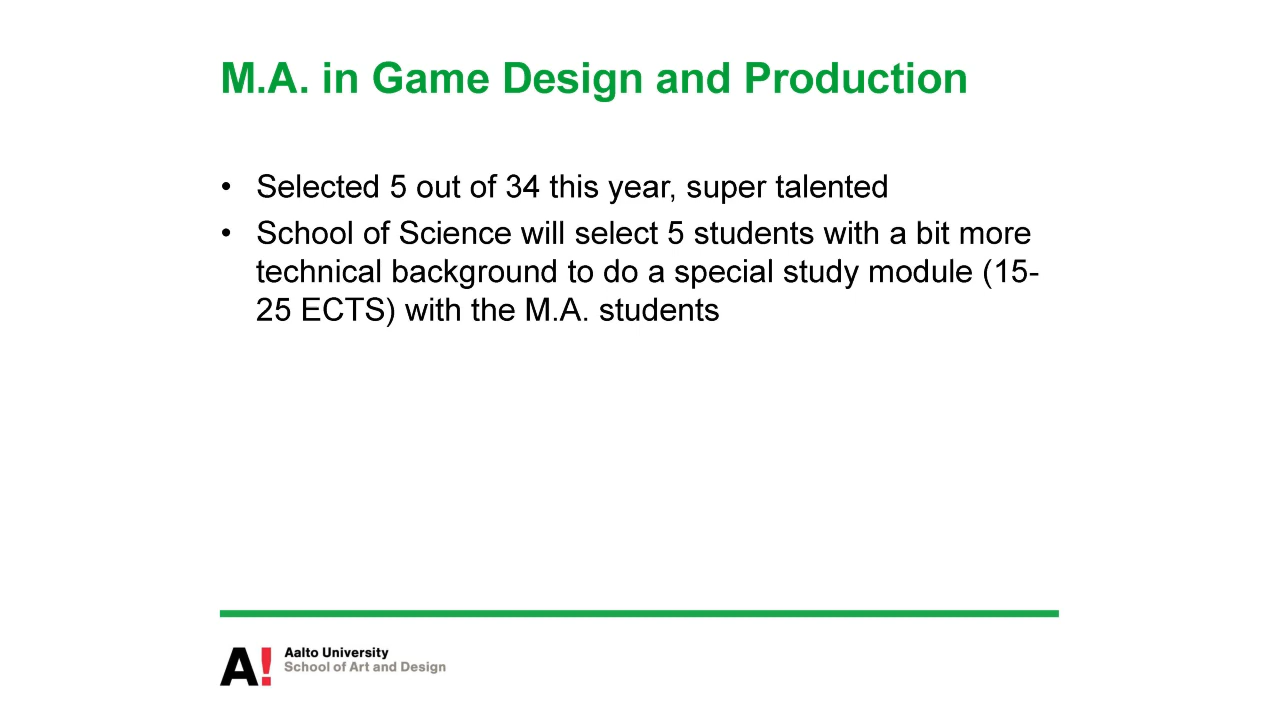 M.A. in Game Design and Production
• Selected 5 out of 34 this year, super talented
• School of Science will select 5 students with a bit more
technical background to do a special study module (15-
25 ECTS) with the M.A. students
A!
Aalto University
School of Art and Design